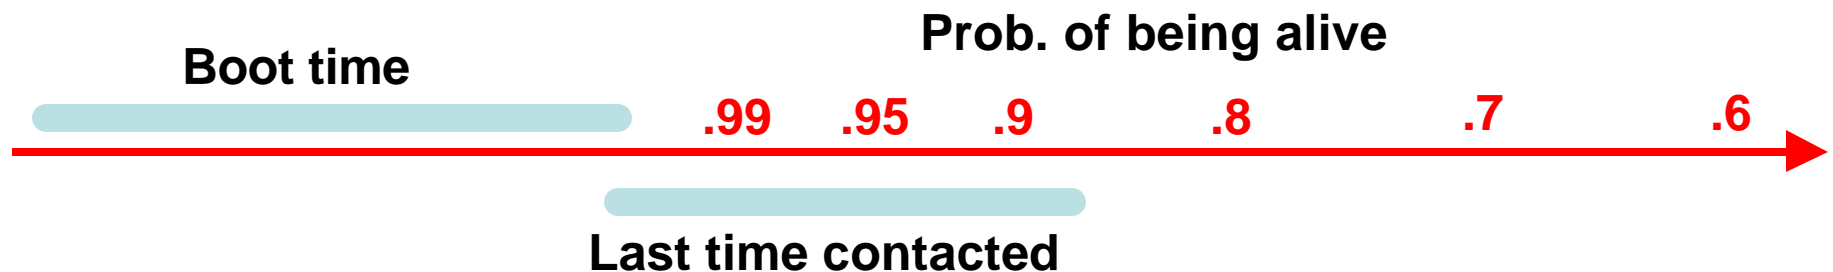 Prob. of being alive
Boot time
.99 .95 .9 .8 .7 .6
Last time contacted